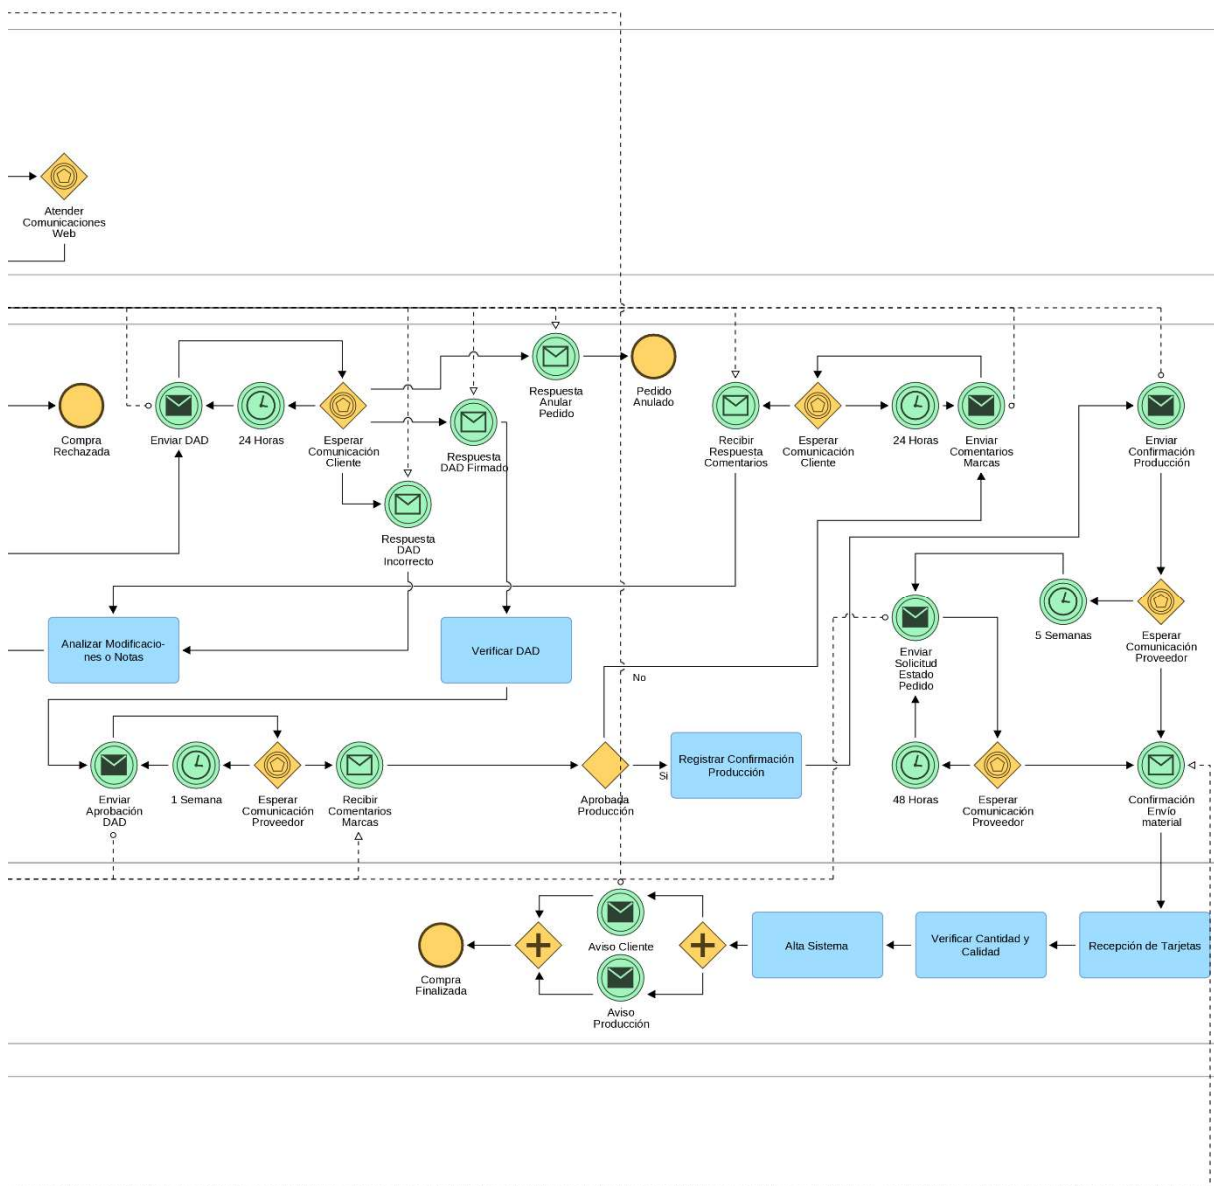 Atender
Comunicaciones
Web
Compra
Rechazada
Enviar DAD
24 Horas
Esperar
Comunicación
Cliente
Respuesta
DAD Firmado
Respuesta
Anular
Pedido
Pedido
Anulado
Respuesta
DAD
Incorrecto
Recibir
Respuesta
Comentarios
Esperar
Comunicación
Cliente
24 Horas
Enviar
Comentarios
Marcas
Enviar
Confirmación
Producción
Analizar Modificacio-
nes o Notas
Verificar DAD
Enviar
Solicitud
Estado
Pedido
5 Semanas
Esperar
Comunicación
Proveedor
No
Enviar
Aprobación
DAD
1 Semana
Esperar
Comunicación
Proveedor
Recibir
Comentarios
Marcas
Aprobada
Producción
Si
Registrar Confirmación
Producción
48 Horas
Esperar
Comunicación
Proveedor
Confirmación
Envío
material
Compra
Finalizada
Aviso Cliente
Aviso
Producción
Alta Sistema
Verificar Cantidad y
Calidad
Recepción de Tarjetas